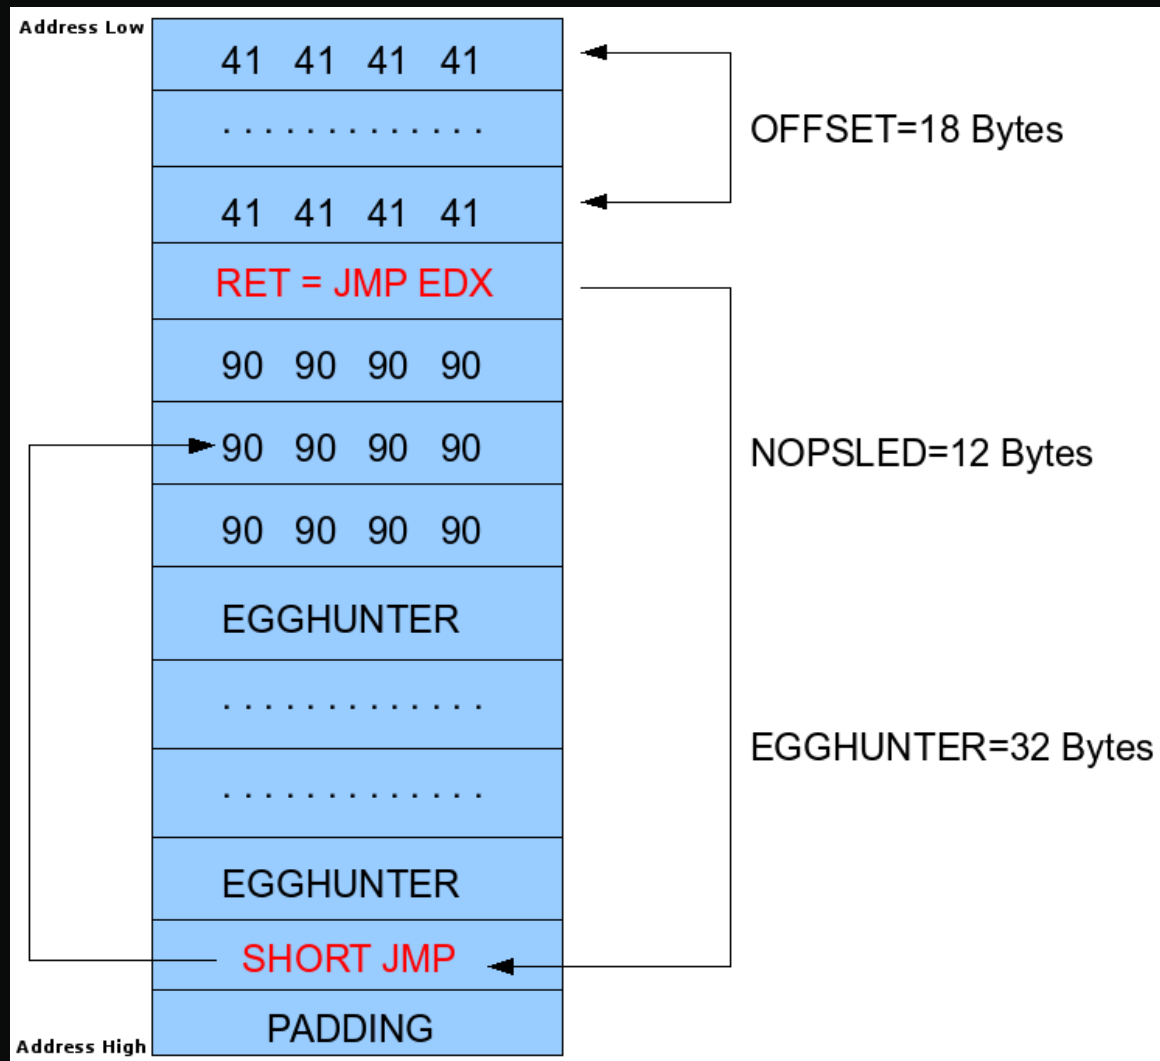 Address Low
41 41 41 41
. . . . . . . . . . . . .
OFFSET=18 Bytes
41 41 41 41
RET = JMP EDX
90 90 90 90
90 90 90 90
NOPSLED=12 Bytes
90 90 90 90
EGGHUNTER
. . . . . . . . . . . . .
EGGHUNTER=32 Bytes
. . . . . . . . . . . . .
EGGHUNTER
SHORT JMP
PADDING
Address High